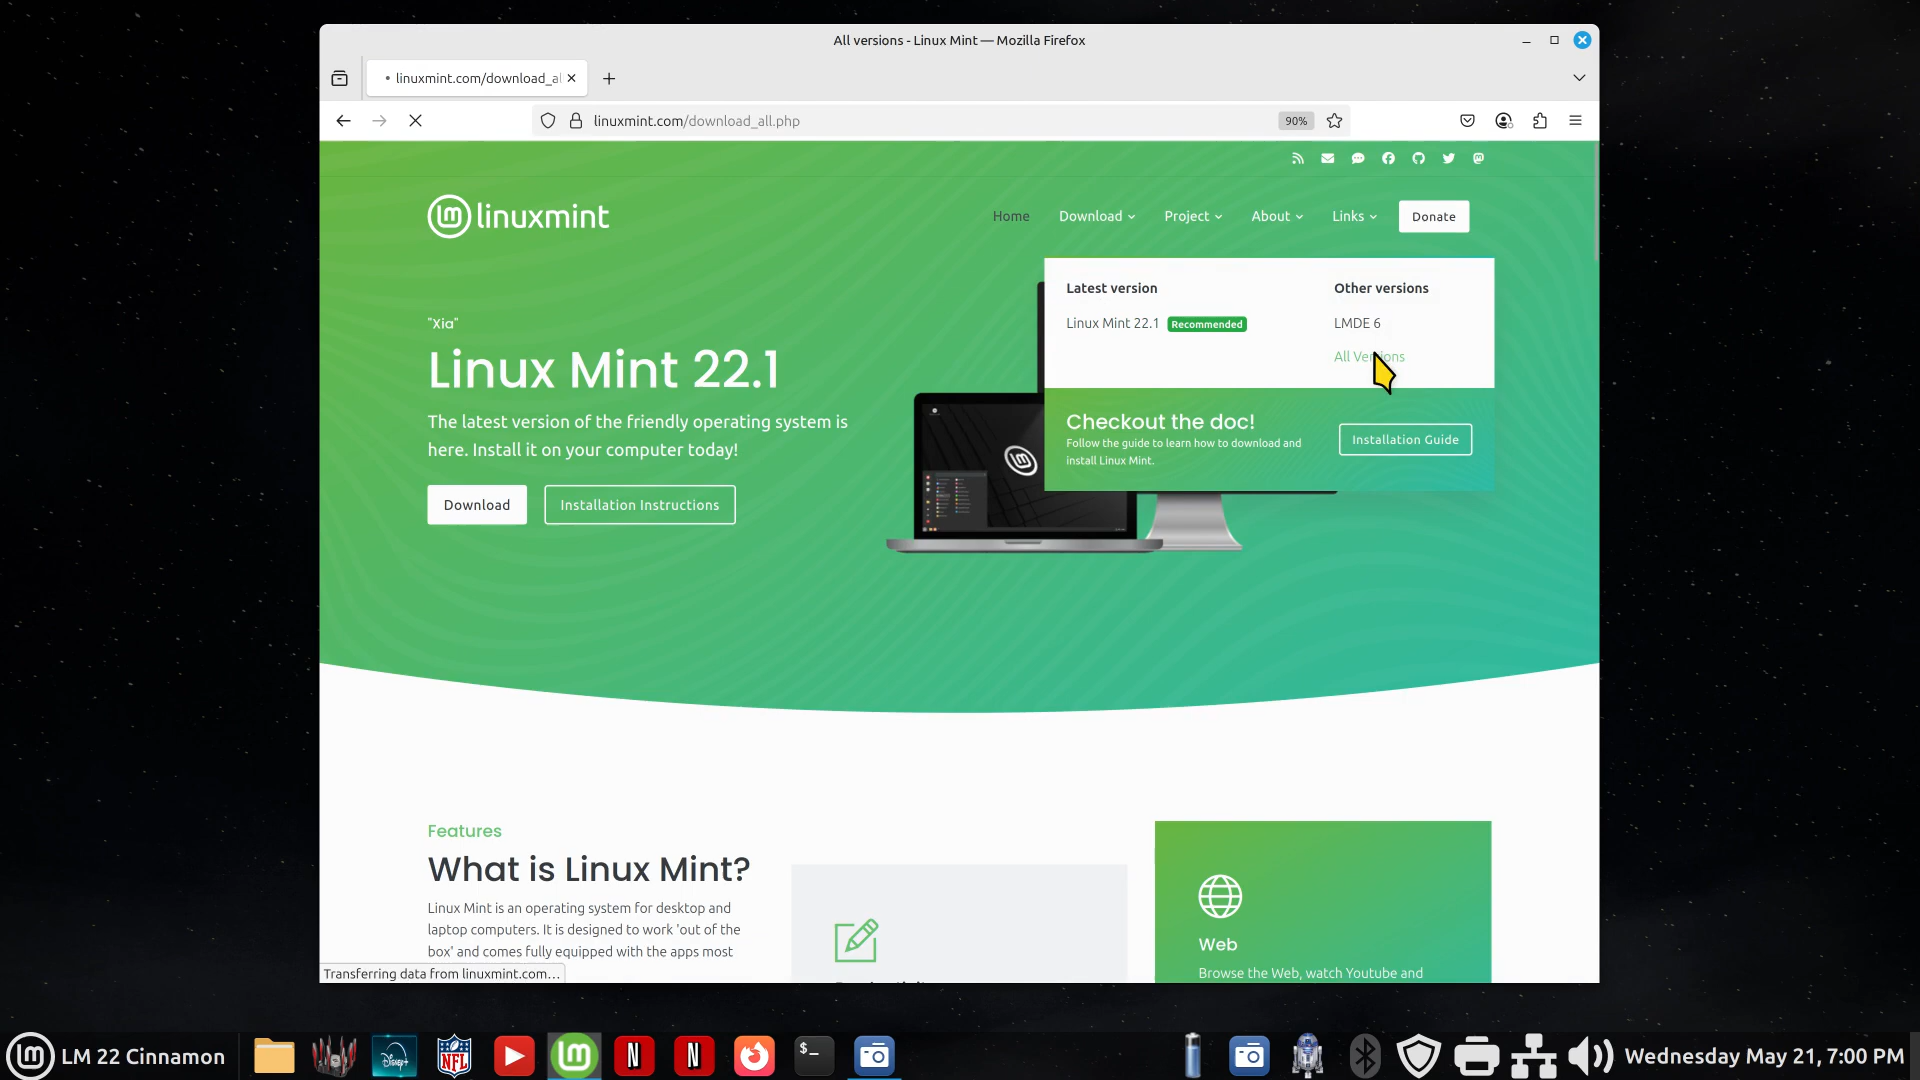 All versions - Linux Mint — Mozilla Firefox
linuxmint.com/download_al
linuxmint.com/download_all.php
90%
linuxmint
Home
Download
Project
About
Links
Donate
Latest version
Other versions
Linux Mint 22.1
Recommended
LMDE 6
All Versions
"Xia"
Linux Mint 22.1
The latest version of the friendly operating system is
here. Install it on your computer today!
Download
Installation Instructions
Checkout the doc!
Follow the guide to learn how to download and
install Linux Mint.
Installation Guide
Features
What is Linux Mint?
Linux Mint is an operating system for desktop and
laptop computers. It is designed to work 'out of the
box' and comes fully equipped with the apps most
Web
Browse the Web, watch Youtube and
Transferring data from linuxmint.com…
LM 22 Cinnamon
Disney+
NFL
N
N
$_
Wednesday May 21, 7:00 PM